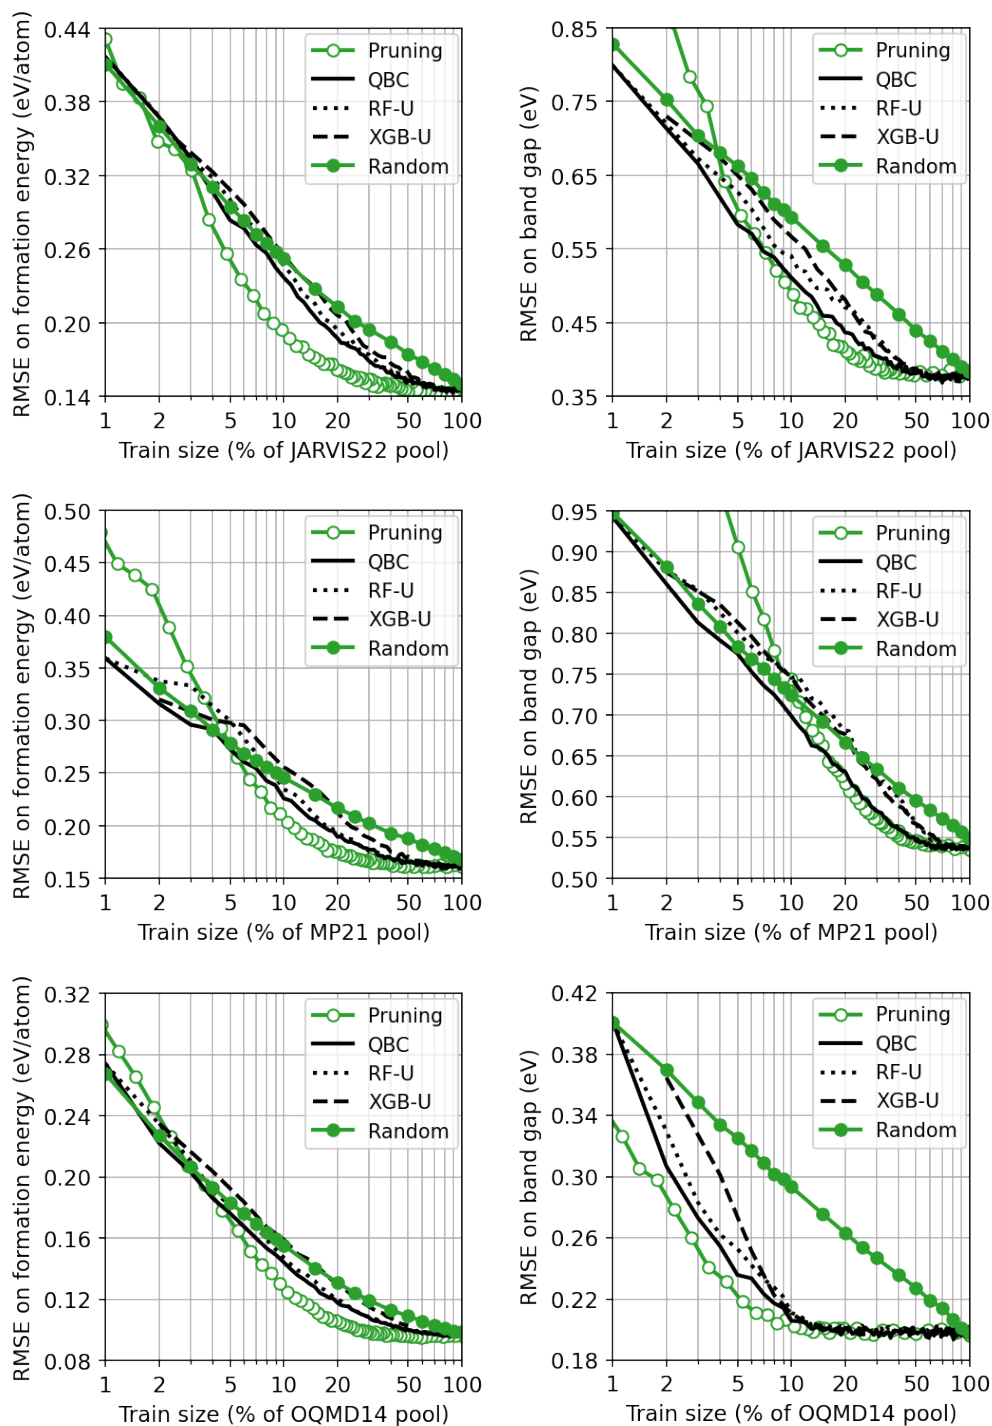 RMSE on formation energy (eV/atom)
0.44
0.38
0.32
0.26
0.20
0.14
Pruning
QBC
RF-U
XGB-U
Random
1 5 10 20 50 100
Train size (% of JARVIS22 pool)
RMSE on band gap (eV)
0.85
0.75
0.65
0.55
0.45
0.35
Pruning
QBC
RF-U
XGB-U
Random
1 5 10 20 50 100
Train size (% of JARVIS22 pool)
RMSE on formation energy (eV/atom)
0.50
0.45
0.40
0.35
0.30
0.25
0.20
0.15
Pruning
QBC
RF-U
XGB-U
Random
1 5 10 20 50 100
Train size (% of MP21 pool)
RMSE on band gap (eV)
0.95
0.90
0.85
0.80
0.75
0.70
0.65
0.60
0.55
0.50
Pruning
QBC
RF-U
XGB-U
Random
1 5 10 20 50 100
Train size (% of MP21 pool)
RMSE on formation energy (eV/atom)
0.32
0.28
0.24
0.20
0.16
0.12
0.08
Pruning
QBC
RF-U
XGB-U
Random
1 5 10 20 50 100
Train size (% of OQMD14 pool)
RMSE on band gap (eV)
0.42
0.38
0.34
0.30
0.26
0.22
0.18
Pruning
QBC
RF-U
XGB-U
Random
1 5 10 20 50 100
Train size (% of OQMD14 pool)